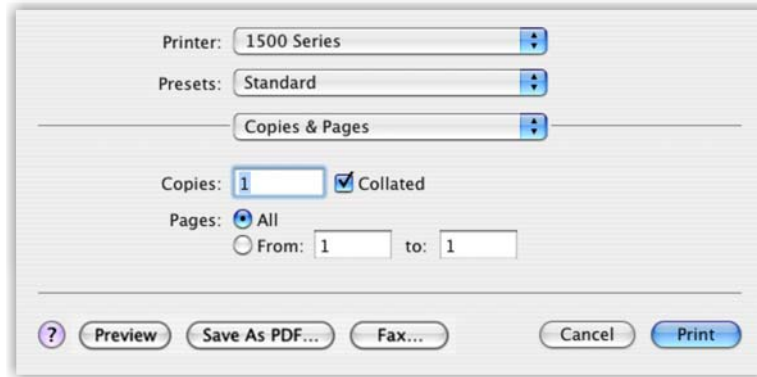 Printer: 1500 Series
Presets: Standard
Copies & Pages
Copies: 1 Collated
Pages: All
From: 1 to: 1
? Preview Save As PDF... Fax... Cancel Print